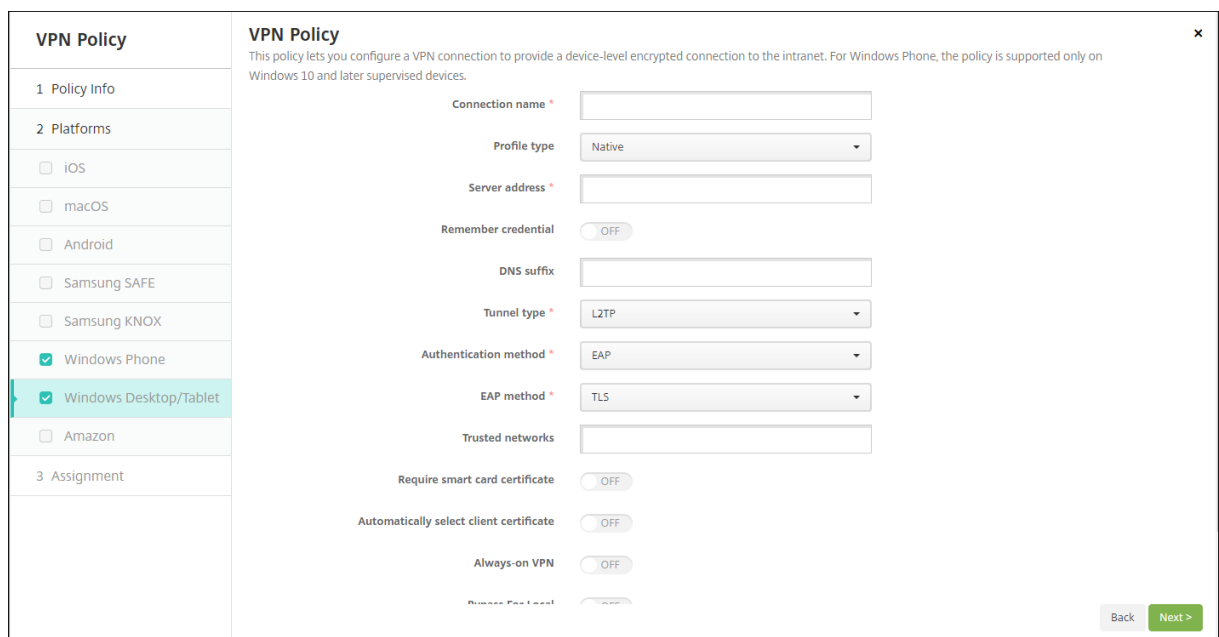 VPN Policy
1 Policy Info
2 Platforms
iOS
macOS
Android
Samsung SAFE
Samsung KNOX
Windows Phone
Windows Desktop/Tablet
Amazon
3 Assignment
VPN Policy
×
This policy lets you configure a VPN connection to provide a device-level encrypted connection to the intranet. For Windows Phone, the policy is supported only on
Windows 10 and later supervised devices.
Connection name *
Profile type Native
Server address *
Remember credential OFF
DNS suffix
Tunnel type * L2TP
Authentication method * EAP
EAP method * TLS
Trusted networks
Require smart card certificate OFF
Automatically select client certificate OFF
Always-on VPN OFF
Bypass For Local OFF
Back Next >